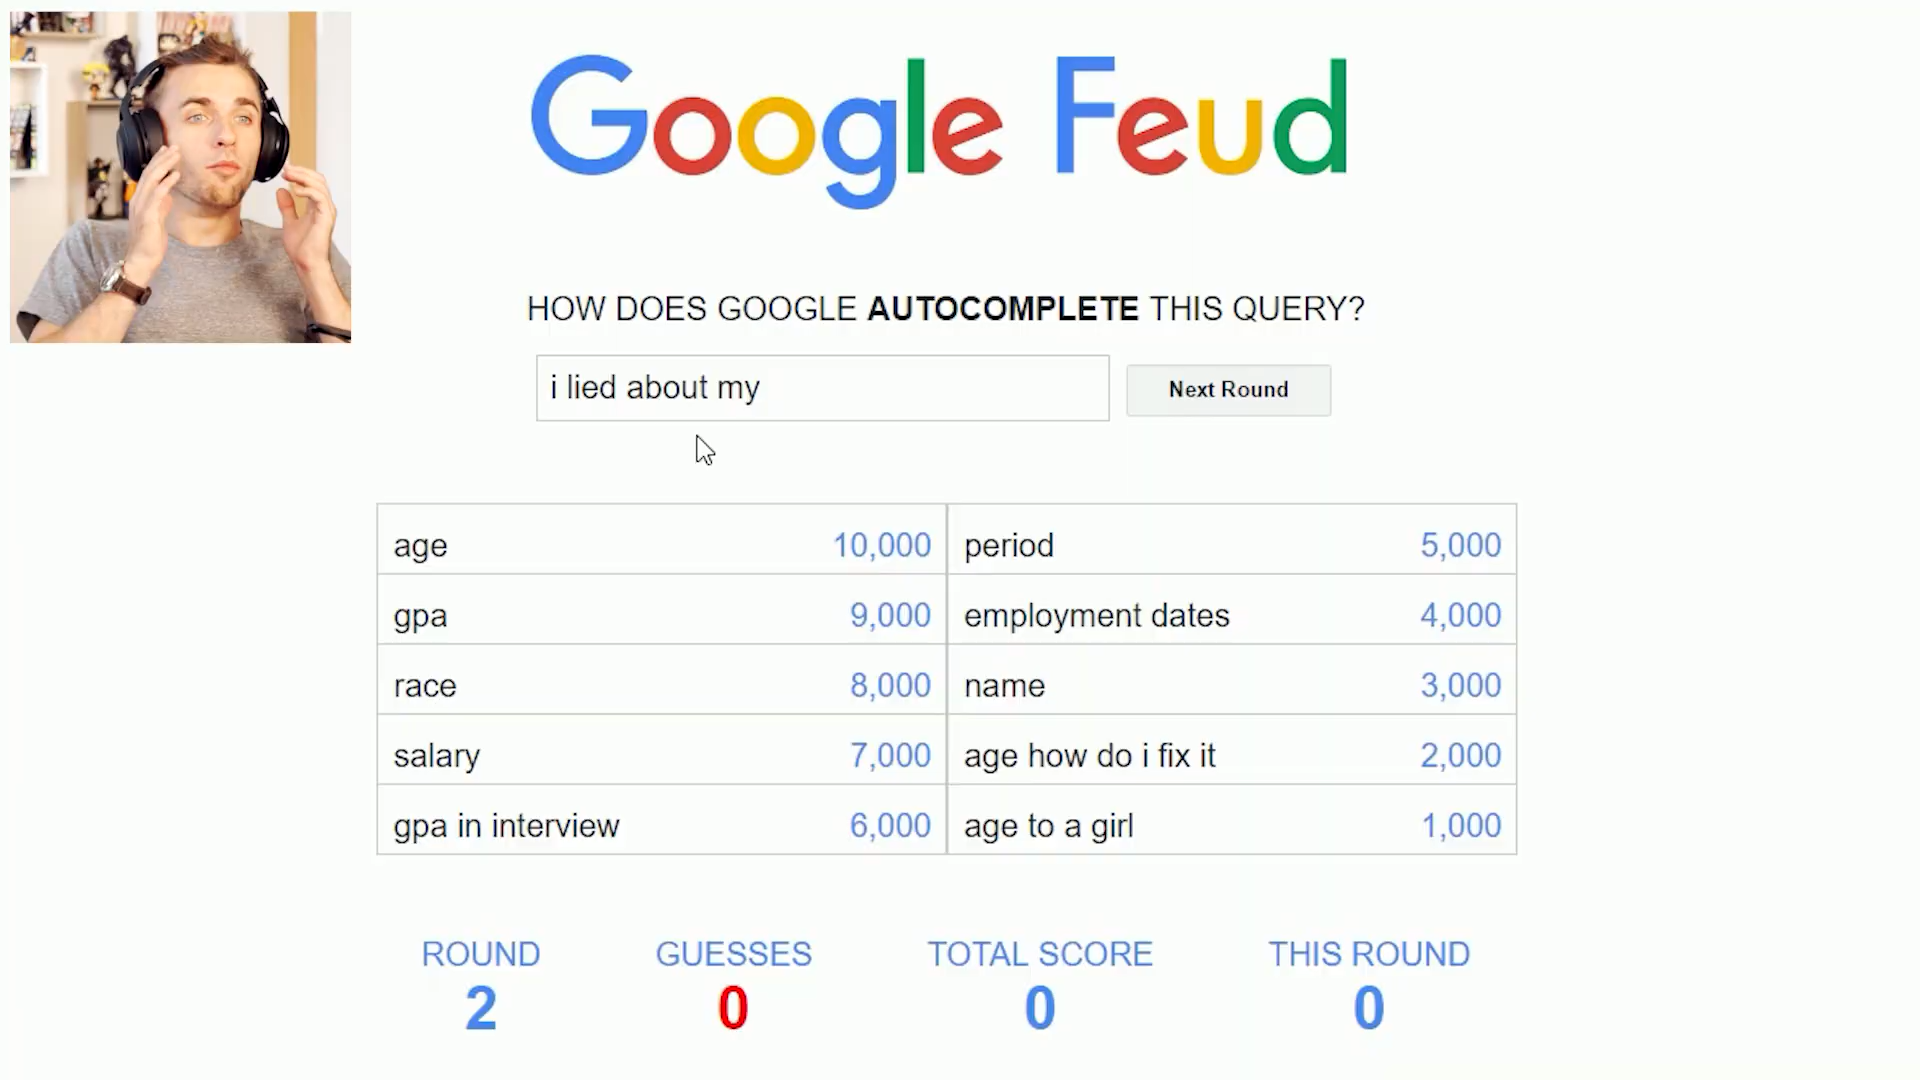 Google Feud
HOW DOES GOOGLE AUTOCOMPLETE THIS QUERY?
i lied about my
Next Round
age 10,000
gpa 9,000
race 8,000
salary 7,000
gpa in interview 6,000
period 5,000
employment dates 4,000
name 3,000
age how do i fix it 2,000
age to a girl 1,000
ROUND
2
GUESSES
0
TOTAL SCORE
0
THIS ROUND
0